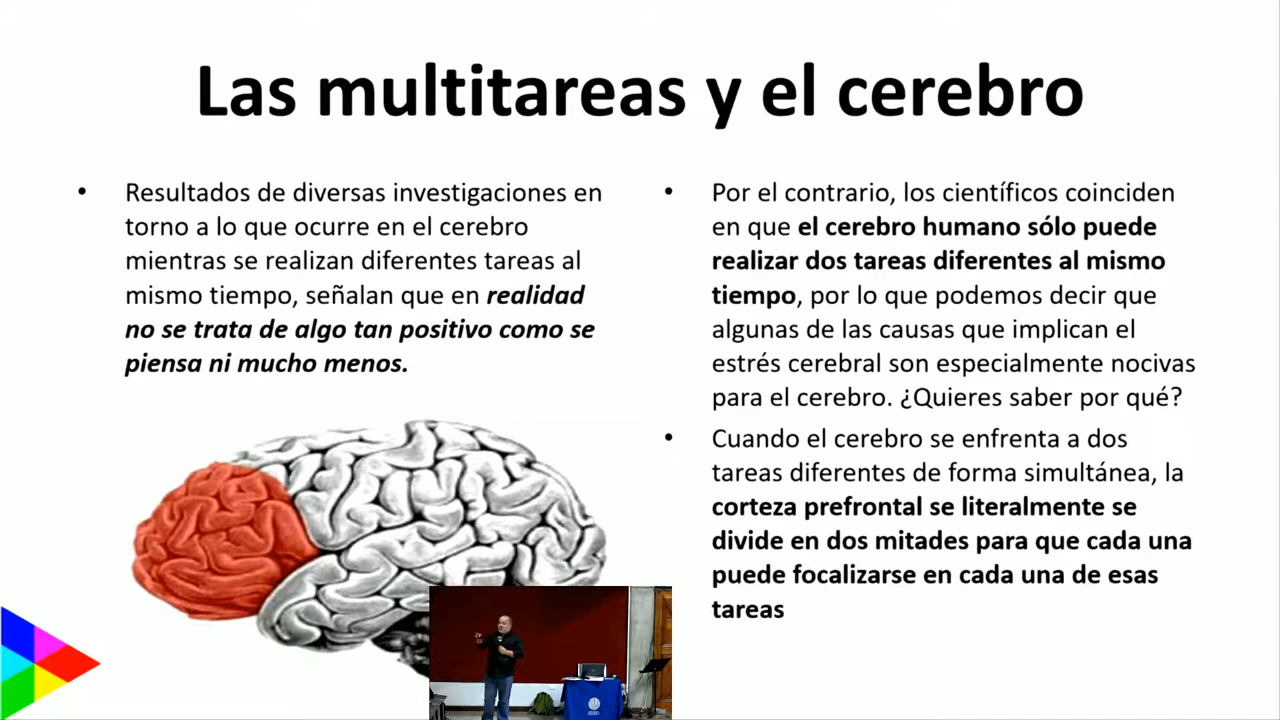 Las multitareas y el cerebro
• Resultados de diversas investigaciones en
torno a lo que ocurre en el cerebro
mientras se realizan diferentes tareas al
mismo tiempo, señalan que en realidad
no se trata de algo tan positivo como se
piensa ni mucho menos.
• Por el contrario, los científicos coinciden
en que el cerebro humano sólo puede
realizar dos tareas diferentes al mismo
tiempo, por lo que podemos decir que
algunas de las causas que implican el
estrés cerebral son especialmente nocivas
para el cerebro. ¿Quieres saber por qué?
• Cuando el cerebro se enfrenta a dos
tareas diferentes de forma simultánea, la
corteza prefrontal se literalmente se
divide en dos mitades para que cada una
puede focalizarse en cada una de esas
tareas